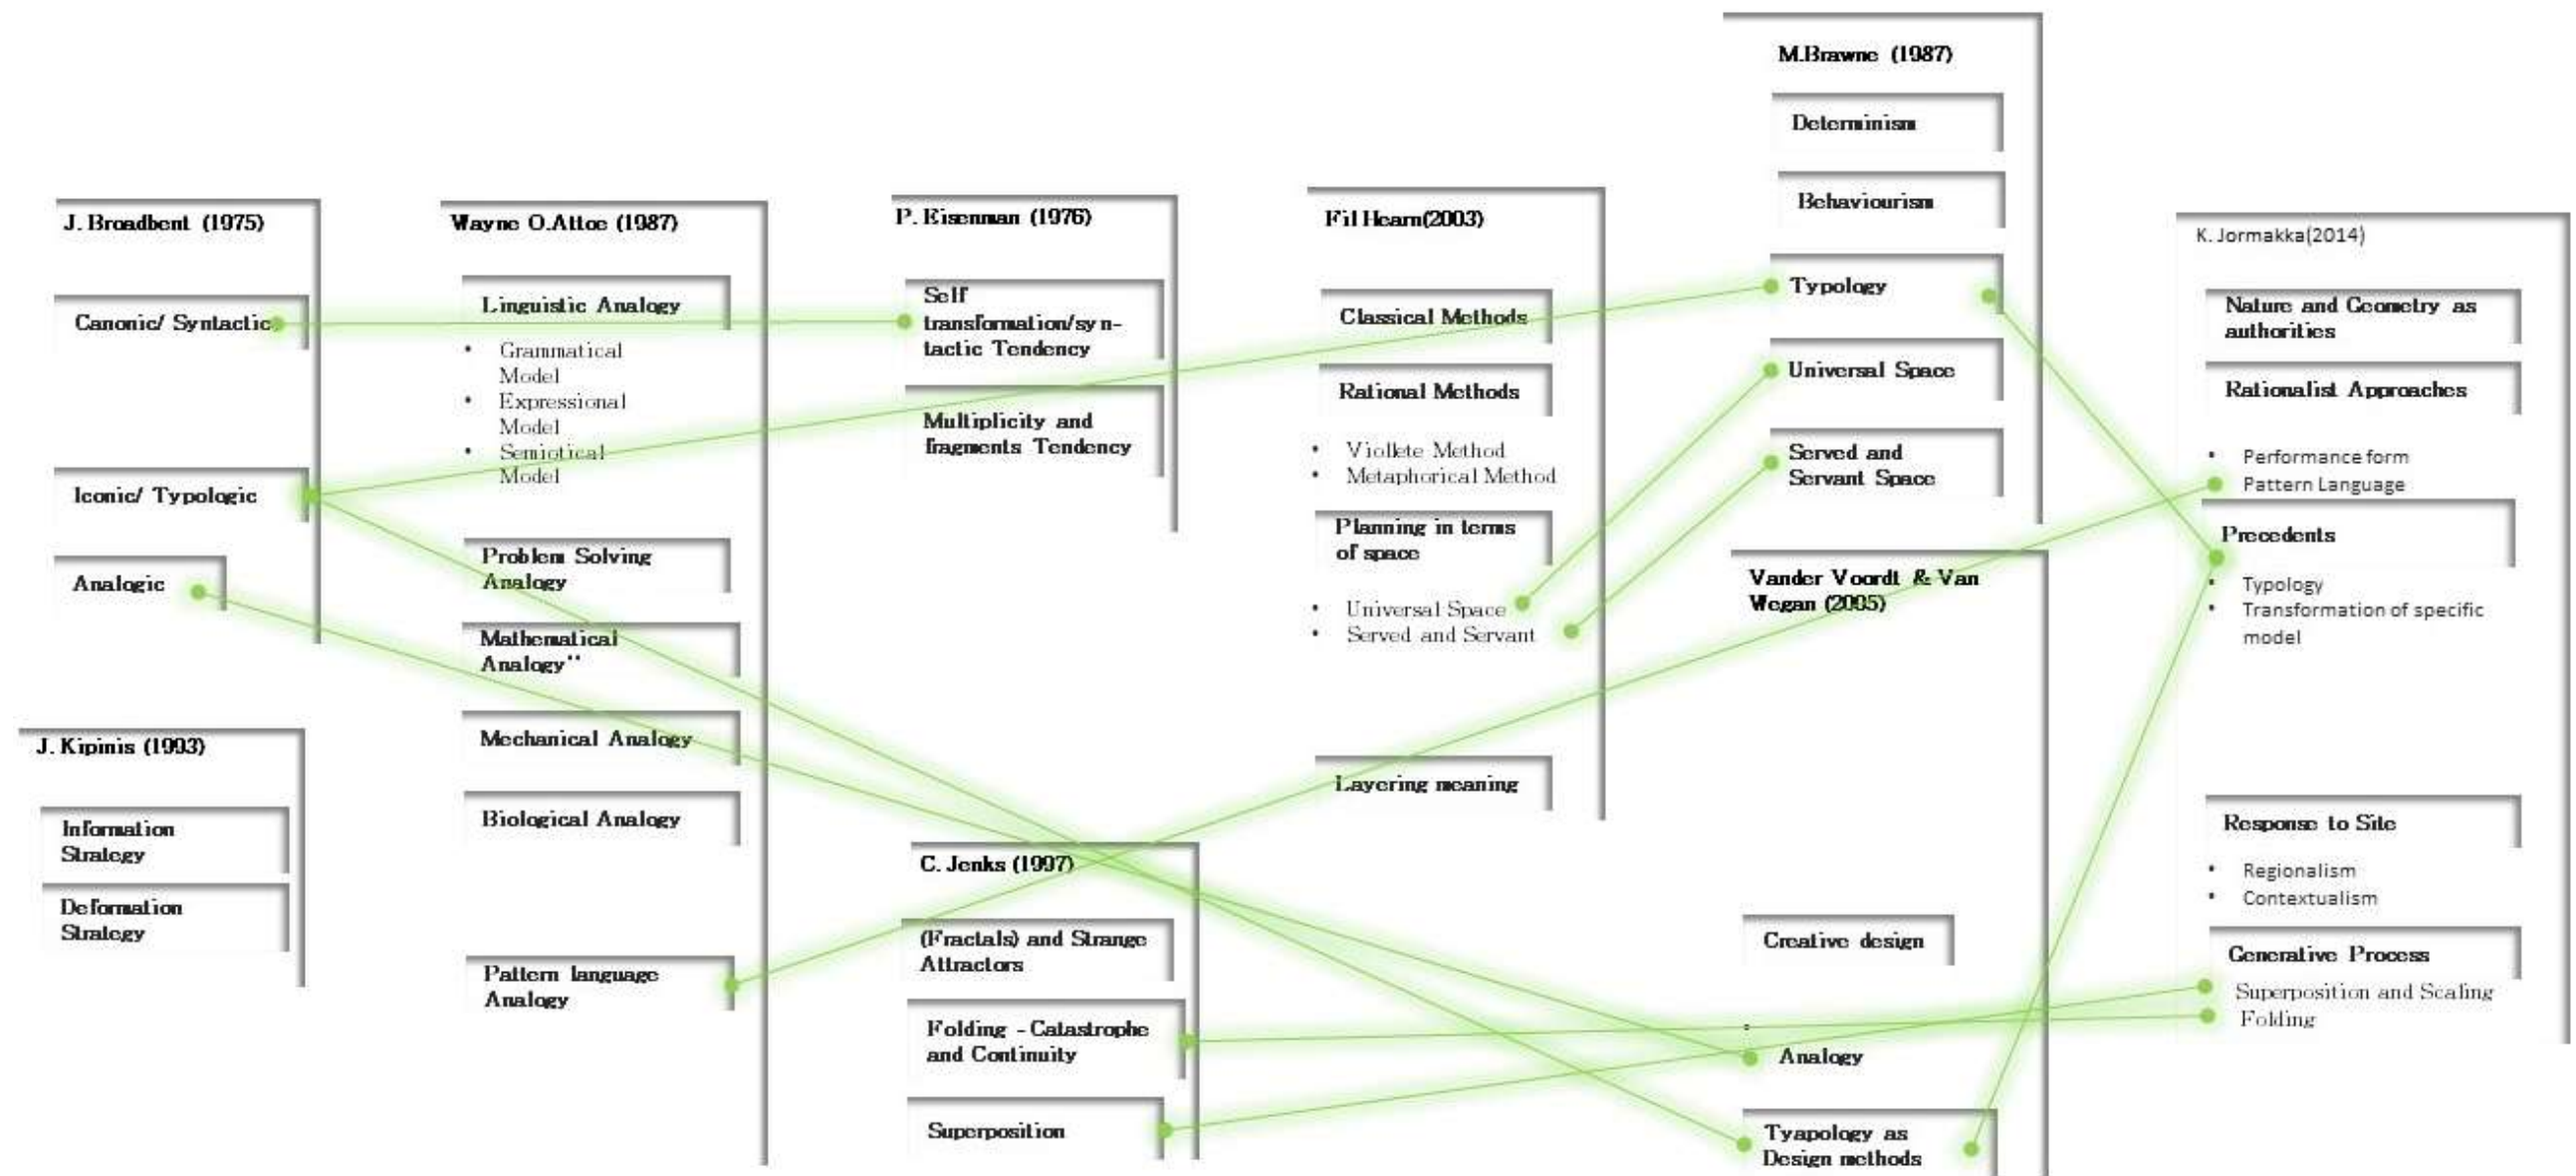 J. Broadbent (1975)
Canonic/ Syntactic
Iconic/ Typologic
Analogic
J. Kipinis (1993)
Information
Strategy
Deformation
Strategy
Wayne O.Attoe (1987)
Linguistic Analogy
• Grammatical
Model
• Expressional
Model
• Semiotical
Model
Problem Solving
Analogy
Mathematical
Analogy¨
Mechanical Analogy
Biological Analogy
Pattern language
Analogy
P. Eisenman (1976)
Self
transformation/syn-
tactic Tendency
Multiplicity and
fragments Tendency
C. Jenks (1997)
(Fractals) and Strange
Attractors
Folding - Catastrophe
and Continuity
Superposition
Fil Hearn(2003)
Classical Methods
Rational Methods
• Viollete Method
• Metaphorical Method
Planning in terms
of space
• Universal Space
• Served and Servant
Layering meaning
M.Brawne (1987)
Determinism
Behaviourism
Typology
Universal Space
Served and
Servant Space
Vander Voordt & Van
Wegan (2005)
Creative design
•
Analogy
Tyapology as
Design methods
K. Jormakka(2014)
Nature and Geometry as
authorities
Rationalist Approaches
• Performance form
• Pattern Language
Precedents
• Typology
• Transformation of specific
model
Response to Site
• Regionalism
• Contextualism
Generative Process
Superposition and Scaling
Folding